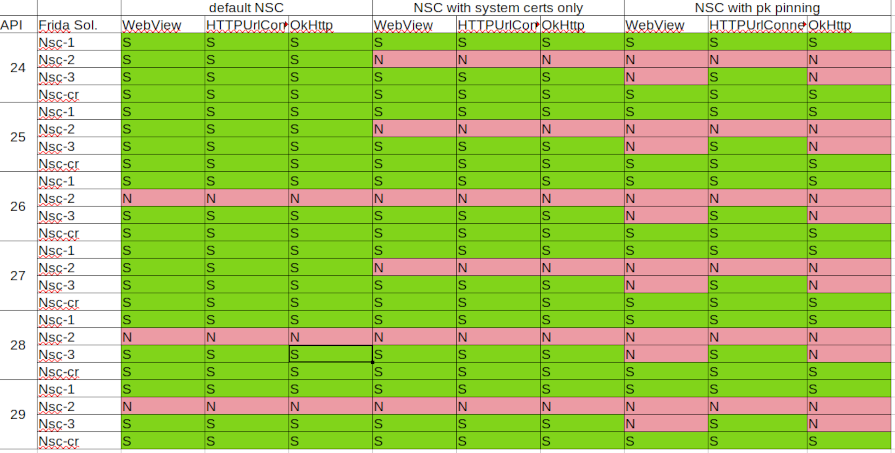 default NSC NSC with system certs only NSC with pk pinning
API Frida Sol. WebView HTTPUrlCor OkHttp WebView HTTPUrlCor OkHttp WebView HTTPUrlConne OkHttp
24 Nsc-1 S S S S S S S S S
Nsc-2 S S S N N N N N N
Nsc-3 S S S S S S N S N
Nsc-cr S S S S S S S S S
25 Nsc-1 S S S S S S S S S
Nsc-2 S S S N N N N N N
Nsc-3 S S S S S S N S N
Nsc-cr S S S S S S S S S
26 Nsc-1 S S S S S S S S S
Nsc-2 N N N N N N N N N
Nsc-3 S S S S S S N S N
Nsc-cr S S S S S S S S S
27 Nsc-1 S S S S S S S S S
Nsc-2 S S S N N N N N N
Nsc-3 S S S S S S N S N
Nsc-cr S S S S S S S S S
28 Nsc-1 S S S S S S S S S
Nsc-2 N N N N N N N N N
Nsc-3 S S S S S S N S N
Nsc-cr S S S S S S S S S
29 Nsc-1 S S S S S S S S S
Nsc-2 N N N N N N N N N
Nsc-3 S S S S S S N S N
Nsc-cr S S S S S S S S S